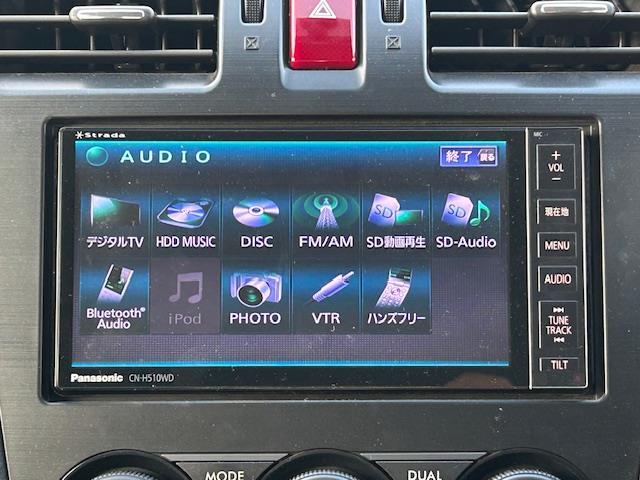 Strada
MIC
AUDIO
終了 戻る
デジタルTV
HDD MUSIC
DISC
FM/AM
SD動画再生
SD-Audio
Bluetooth®
Audio
iPod
PHOTO
VTR
ハンズフリー
+
VOL
−
現在地
MENU
AUDIO
TUNE
TRACK
TILT
Panasonic CN-H510WD
MODE
DUAL